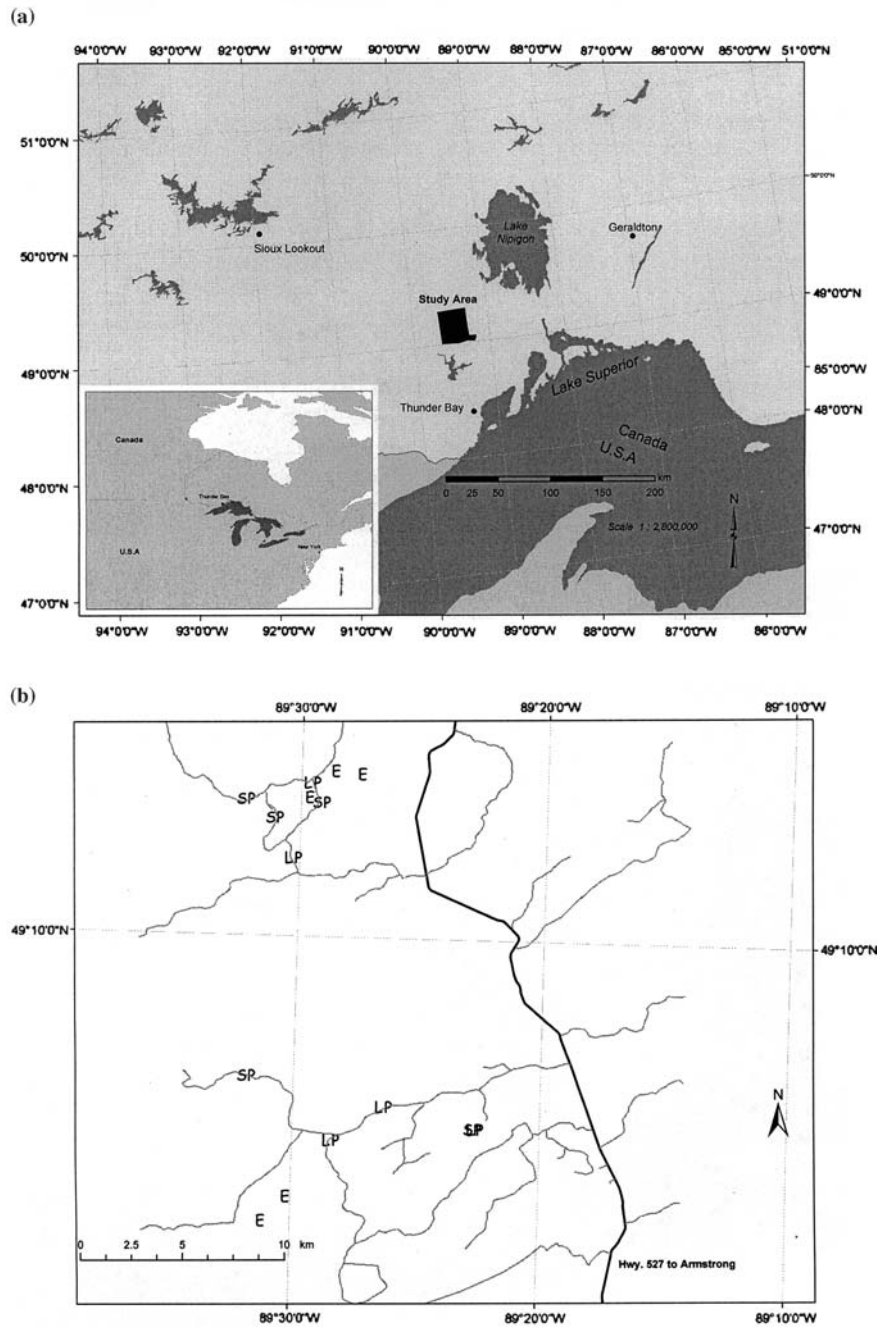 (a)
94°0'0"W 93°0'0"W 92°0'0"W 91°0'0"W 90°0'0"W 89°0'0"W 88°0'0"W 87°0'0"W 86°0'0"W 85°0'0"W 51°0'0"N
51°0'0"N
50°0'0"N
Lake
Nipigon
Geraldton
Sioux Lookout
50°0'0"N
Study Area
49°0'0"N
49°0'0"N
85°0'0"W
Lake Superior
Thunder Bay
48°0'0"N
Canada
U.S.A
Canada
48°0'0"N
0 25 50 100 150 200
km
N
Thunder Bay
Scale 1 : 2,800,000
47°0'0"N
New York
U.S.A
N
47°0'0"N
94°0'0"W 93°0'0"W 92°0'0"W 91°0'0"W 90°0'0"W 89°0'0"W 88°0'0"W 87°0'0"W 86°0'0"W
(b)
89°30'0"W 89°20'0"W 89°10'0"W
E E
LP
SP E SP
SP
LP
49°10'0"N
49°10'0"N
SP
LP
N
LP
E
E
0 2.5 5 10
km
Hwy. 527 to Armstrong
89°30'0"W 89°20'0"W 89°10'0"W